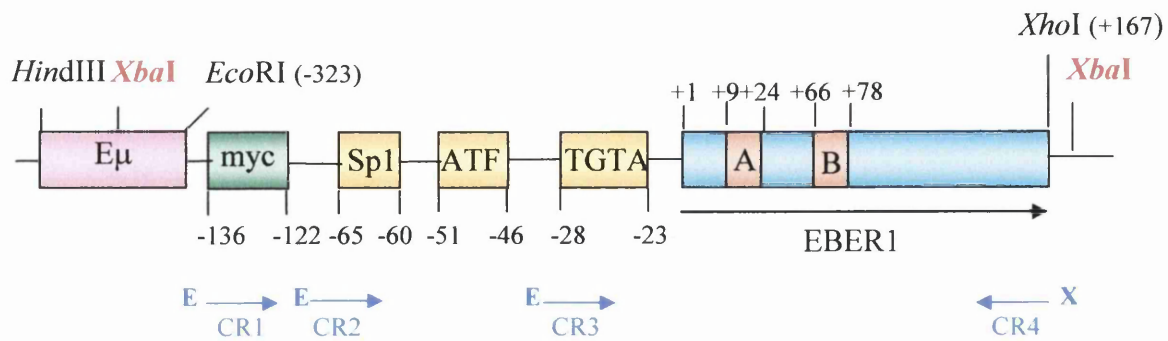 XhoI (+167)
HindIII XbaI EcoRI (-323) XbaI
+1 +9+24 +66 +78
Eμ myc Sp1 ATF TGTA A B
-136 -122 -65 -60 -51 -46 -28 -23 EBER1
E E E X
CR1 CR2 CR3 CR4